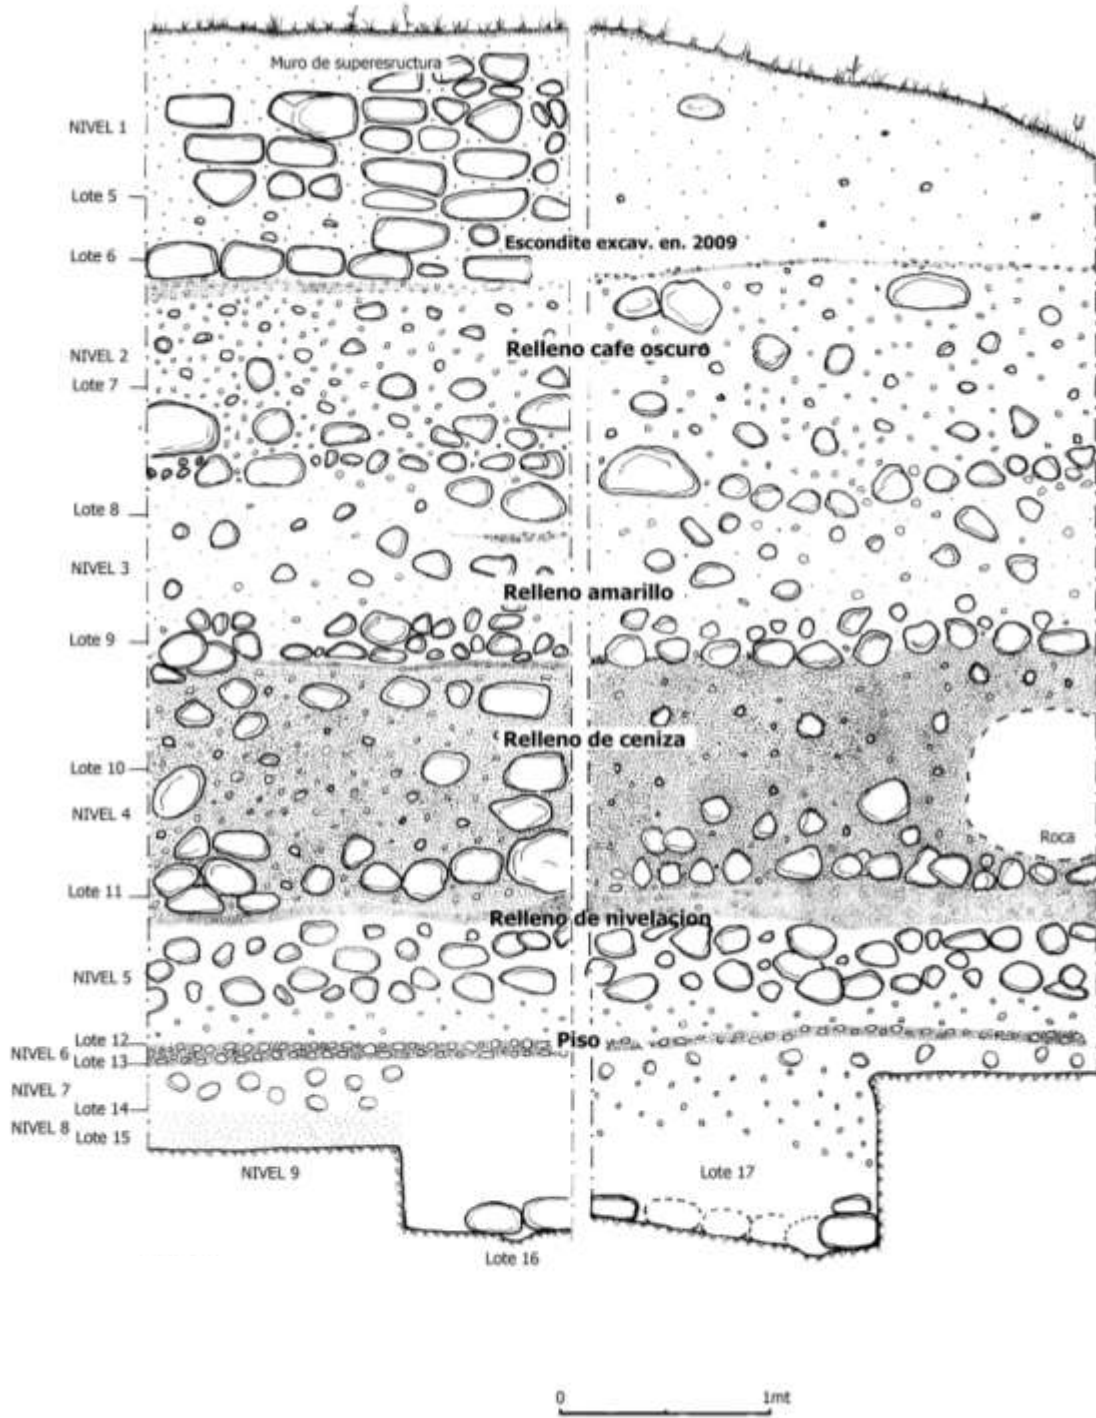 Muro de superesructura
NIVEL 1
Lote 5
Escondite excav. en. 2009
Lote 6
Relleno cafe oscuro
NIVEL 2
Lote 7
Lote 8
NIVEL 3
Relleno amarillo
Lote 9
Relleno de ceniza
Lote 10
NIVEL 4
Roca
Lote 11
Relleno de nivelacion
NIVEL 5
Lote 12
Piso
NIVEL 6
Lote 13
NIVEL 7
Lote 14
NIVEL 8
Lote 15
NIVEL 9
Lote 17
Lote 16
0 1mt